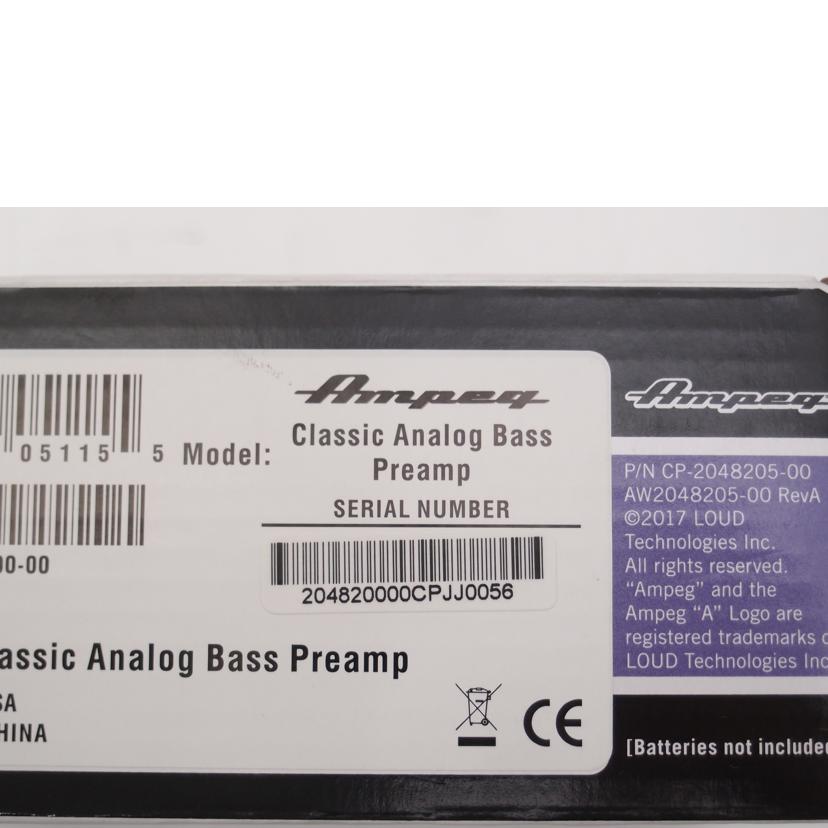 Ampeg
05115 5 Model: Classic Analog Bass
Preamp
SERIAL NUMBER
204820000CPJJ0056
00-00
assic Analog Bass Preamp
SA
HINA
CE
Ampeg
P/N CP-2048205-00
AW2048205-00 RevA
©2017 LOUD
Technologies Inc.
All rights reserved.
“Ampeg” and the
Ampeg “A” Logo are
registered trademarks o
LOUD Technologies Inc
[Batteries not include